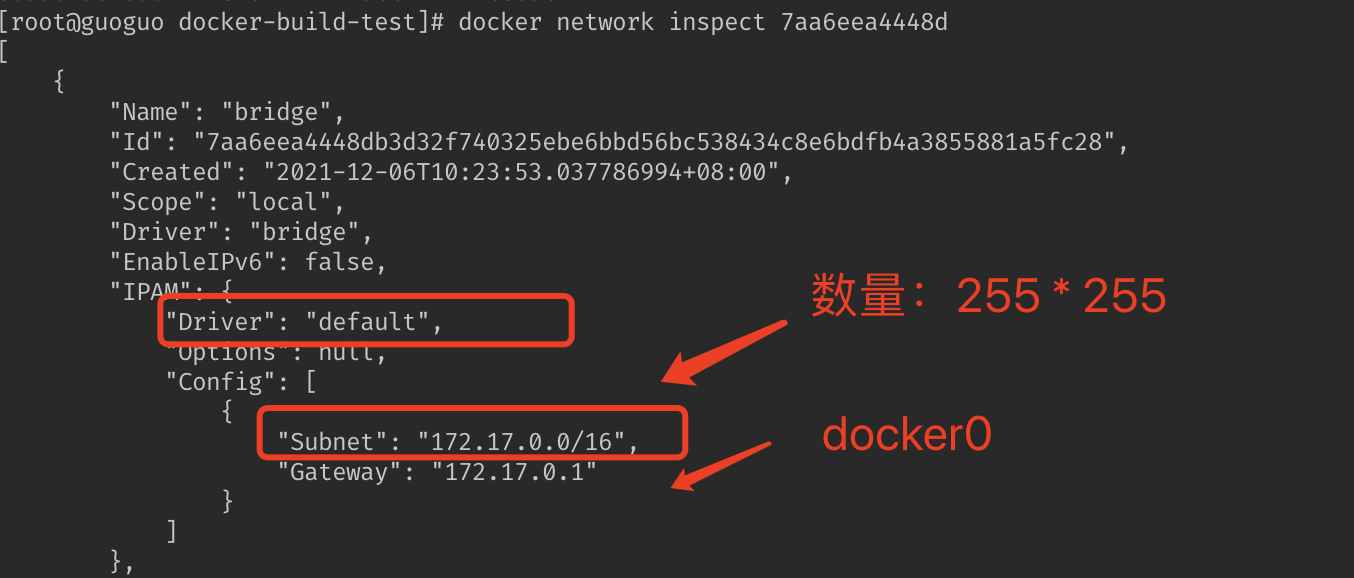 [root@guoguo docker-build-test]# docker network inspect 7aa6eea4448d
[
{
"Name": "bridge",
"Id": "7aa6eea4448db3d32f740325ebe6bbd56bc538434c8e6bdfb4a3855881a5fc28",
"Created": "2021-12-06T10:23:53.037786994+08:00",
"Scope": "local",
"Driver": "bridge",
"EnableIPv6": false,
"IPAM": {
数量：255 * 255
"Driver": "default",
"Options": null,
"Config": [
{
docker0
"Subnet": "172.17.0.0/16",
"Gateway": "172.17.0.1"
}
]
},